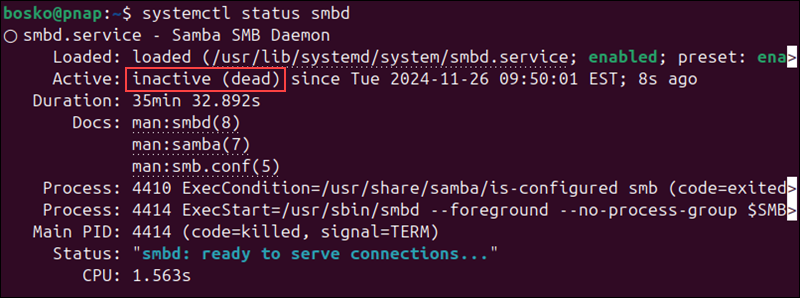 bosko@pnap:~$ systemctl status smbd
○ smbd.service - Samba SMB Daemon
Loaded: loaded (/usr/lib/systemd/system/smbd.service; enabled; preset: ena>
Active: inactive (dead) since Tue 2024-11-26 09:50:01 EST; 8s ago
Duration: 35min 32.892s
Docs: man:smbd(8)
man:samba(7)
man:smb.conf(5)
Process: 4410 ExecCondition=/usr/share/samba/is-configured smb (code=exited>
Process: 4414 ExecStart=/usr/sbin/smbd --foreground --no-process-group $SMB>
Main PID: 4414 (code=killed, signal=TERM)
Status: "smbd: ready to serve connections..."
CPU: 1.563s